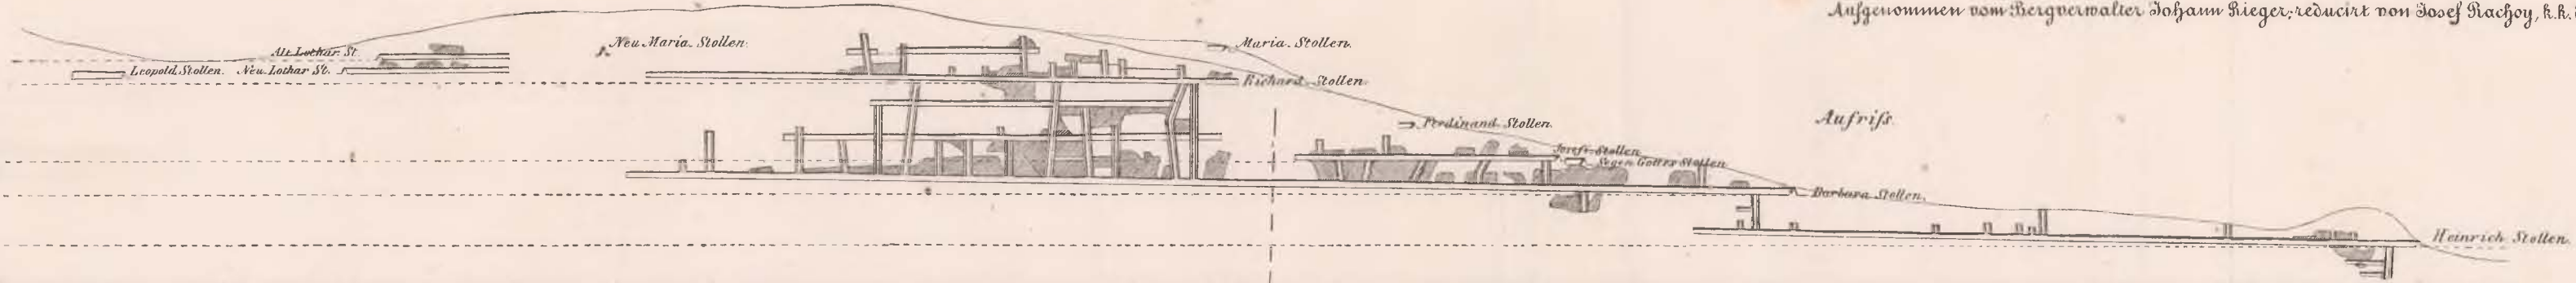 Aufgenommen vom Bergverwalter Johann Rieger; reducirt von Josef Rachoy, k.k.
Alt Lothar St.
Neu Maria. Stollen.
Maria. Stollen.
Leopold. Stollen. Neu. Lothar St.
Richard. Stollen.
Ferdinand. Stollen.
Aufriſs
Josefi. Stollen
Segen Gottes Stollen
Barbara Stollen.
Heinrich. Stollen.